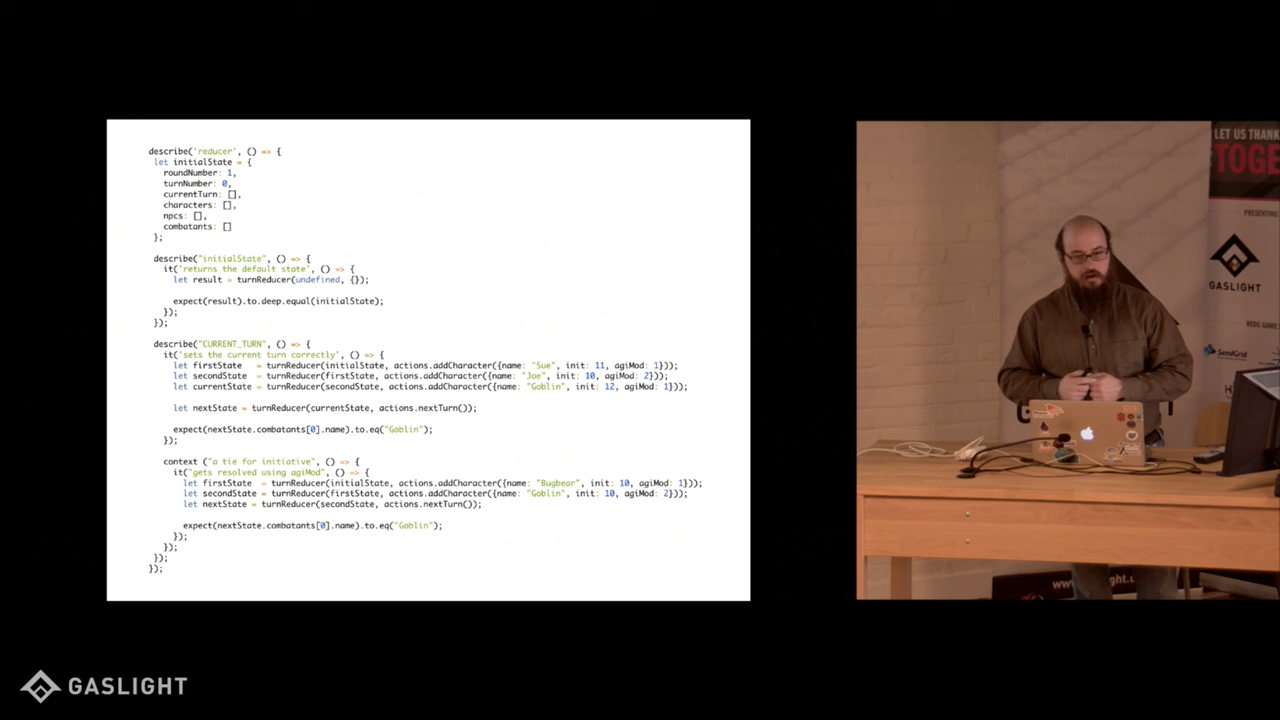 describe('reducer', () => {
let initialState = {
roundNumber: 1,
turnNumber: 0,
currentTurn: [],
characters: [],
npcs: [],
combatants: []
};
describe("initialState", () => {
it('returns the default state', () => {
let result = turnReducer(undefined, {});
expect(result).to.deep.equal(initialState);
});
});
describe("CURRENT_TURN", () => {
it('sets the current turn correctly', () => {
let firstState = turnReducer(initialState, actions.addCharacter({name: "Sue", init: 11, agiMod: 1}));
let secondState = turnReducer(firstState, actions.addCharacter({name: "Joe", init: 10, agiMod: 2}));
let currentState = turnReducer(secondState, actions.addCharacter({name: "Goblin", init: 12, agiMod: 1}));
let nextState = turnReducer(currentState, actions.nextTurn());
expect(nextState.combatants[0].name).to.eq("Goblin");
});
context ("a tie for initiative", () => {
it("gets resolved using agiMod", () => {
let firstState = turnReducer(initialState, actions.addCharacter({name: "Bugbear", init: 10, agiMod: 1}));
let secondState = turnReducer(firstState, actions.addCharacter({name: "Goblin", init: 10, agiMod: 2}));
let nextState = turnReducer(secondState, actions.nextTurn());
expect(nextState.combatants[0].name).to.eq("Goblin");
});
});
});
});
LET US THANK
TOGE
PRESENTING
GASLIGHT
REDS GAME
SendGrid
GASLIGHT